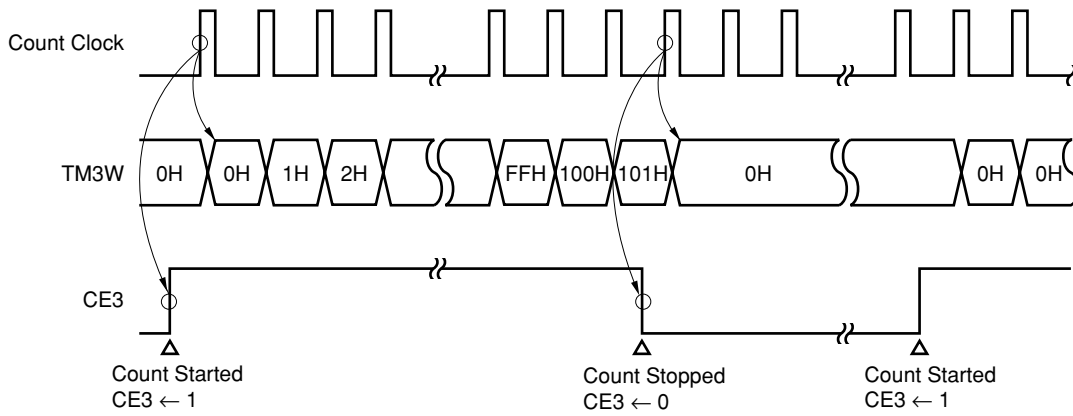 Count Clock
TM3W
0H 0H 1H 2H FFH 100H 101H 0H 0H 0H
CE3
Count Started
CE3 ← 1
Count Stopped
CE3 ← 0
Count Started
CE3 ← 1